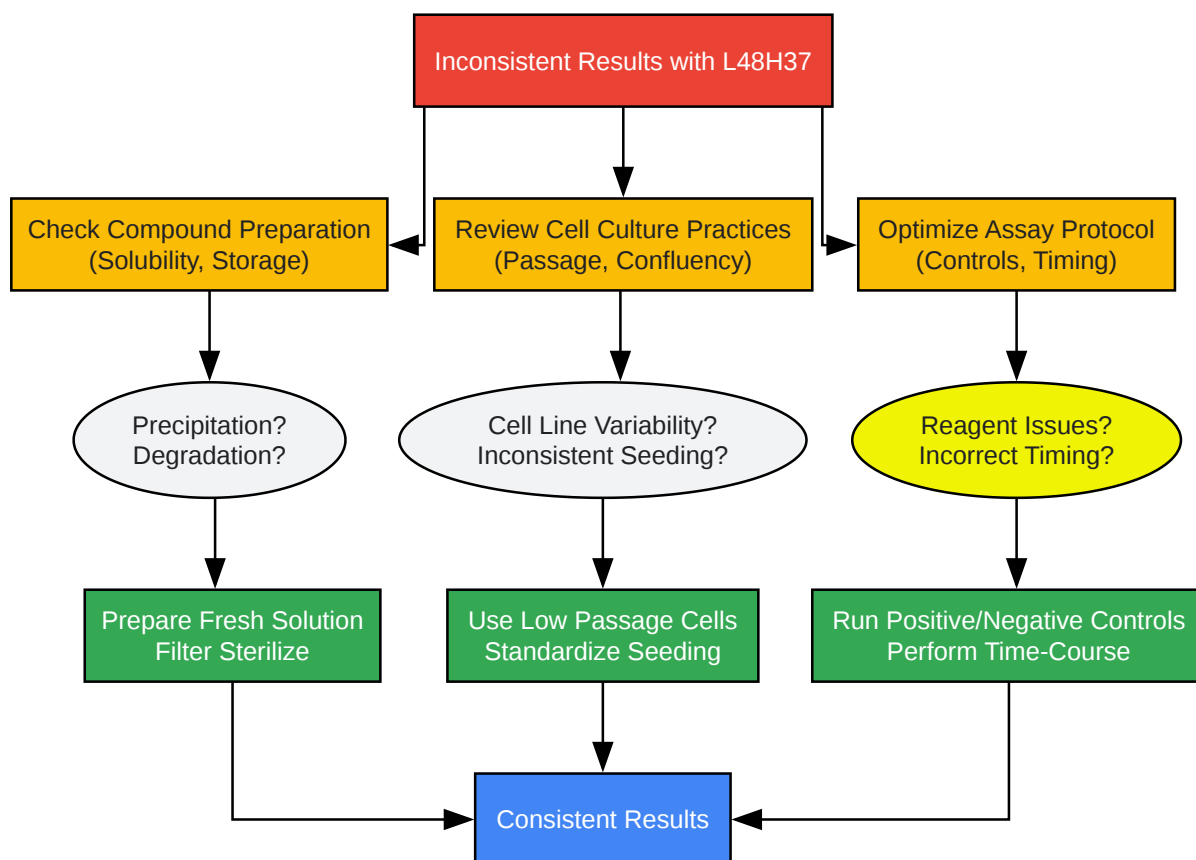 Inconsistent Results with L48H37
Check Compound Preparation
(Solubility, Storage)
Review Cell Culture Practices
(Passage, Confluency)
Optimize Assay Protocol
(Controls, Timing)
Precipitation?
Degradation?
Cell Line Variability?
Inconsistent Seeding?
Reagent Issues?
Incorrect Timing?
Prepare Fresh Solution
Filter Sterilize
Use Low Passage Cells
Standardize Seeding
Run Positive/Negative Controls
Perform Time-Course
Consistent Results